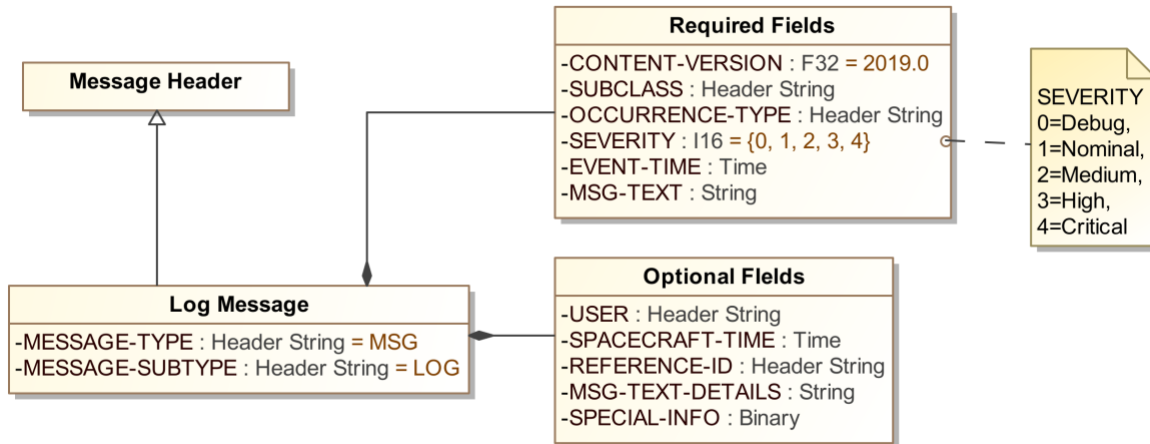 Message Header
Required Fields
-CONTENT-VERSION : F32 = 2019.0
-SUBCLASS : Header String
-OCCURRENCE-TYPE : Header String
-SEVERITY : I16 = {0, 1, 2, 3, 4}
-EVENT-TIME : Time
-MSG-TEXT : String
SEVERITY
0=Debug,
1=Nominal,
2=Medium,
3=High,
4=Critical
Log Message
-MESSAGE-TYPE : Header String = MSG
-MESSAGE-SUBTYPE : Header String = LOG
Optional FIelds
-USER : Header String
-SPACECRAFT-TIME : Time
-REFERENCE-ID : Header String
-MSG-TEXT-DETAILS : String
-SPECIAL-INFO : Binary